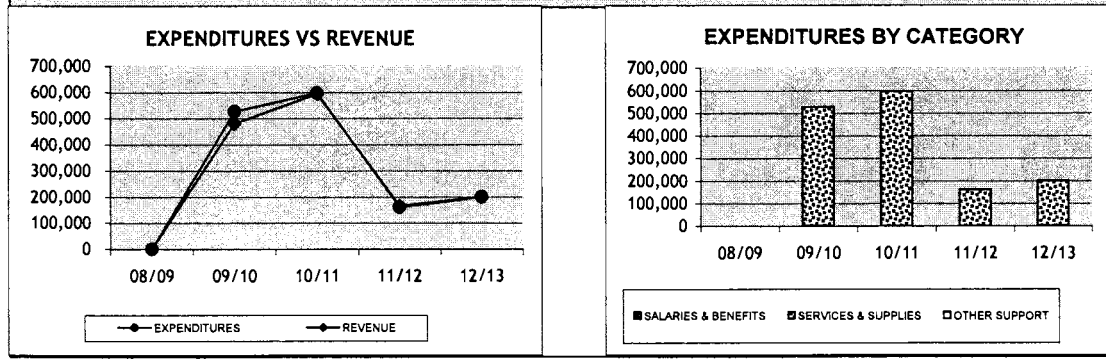 EXPENDITURES VS REVENUE
700,000
600,000
500,000
400,000
300,000
200,000
100,000
0
08/09 09/10 10/11 11/12 12/13
EXPENDITURES REVENUE
EXPENDITURES BY CATEGORY
700,000
600,000
500,000
400,000
300,000
200,000
100,000
0
08/09 09/10 10/11 11/12 12/13
SALARIES & BENEFITS SERVICES & SUPPLIES OTHER SUPPORT